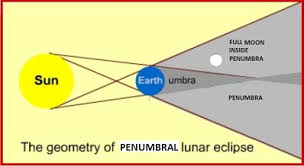 FULL MOON
INSIDE
PENUMBRA
Sun
Earth
umbra
PENUMBRA
The geometry of PENUMBRAL lunar eclipse